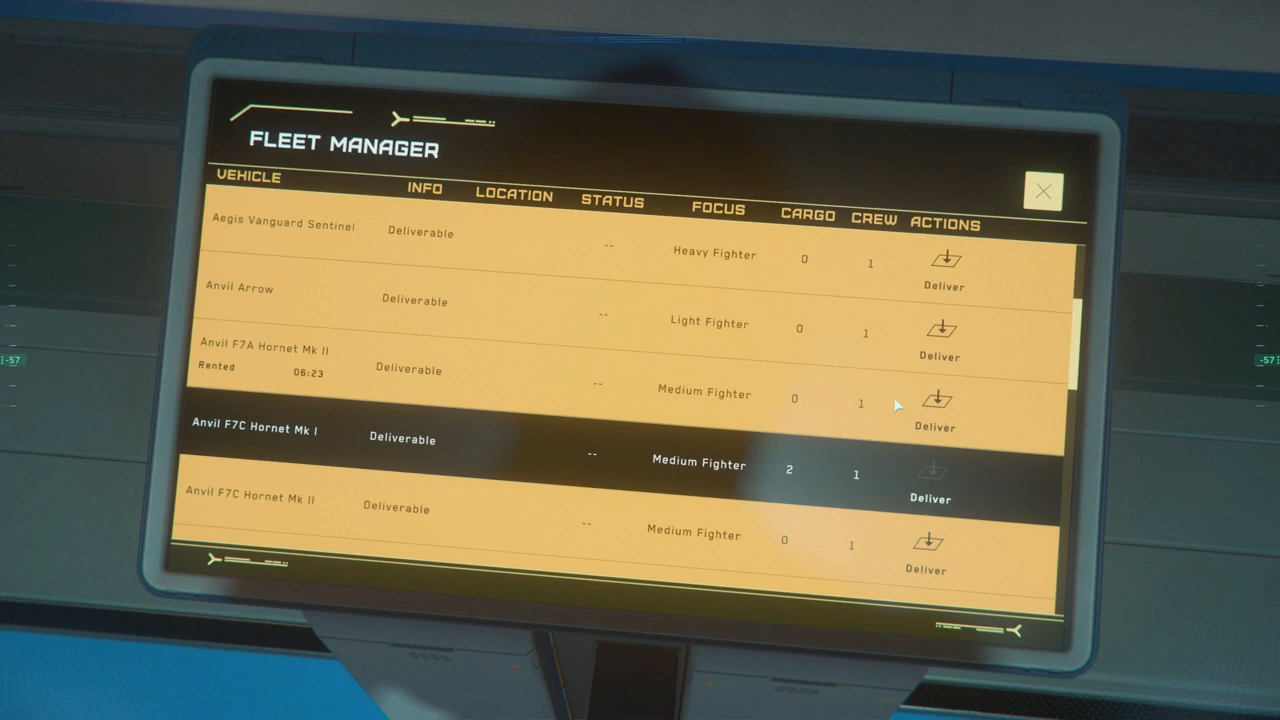 FLEET MANAGER
VEHICLE INFO LOCATION STATUS FOCUS CARGO CREW ACTIONS
Aegis Vanguard Sentinel Deliverable -- Heavy Fighter 0 1 Deliver
Anvil Arrow Deliverable -- Light Fighter 0 1 Deliver
Anvil F7A Hornet Mk II Deliverable -- Medium Fighter 0 1 Deliver
Rented 06:23
Anvil F7C Hornet Mk I Deliverable -- Medium Fighter 2 1 Deliver
Anvil F7C Hornet Mk II Deliverable -- Medium Fighter 0 1 Deliver
-57 -57